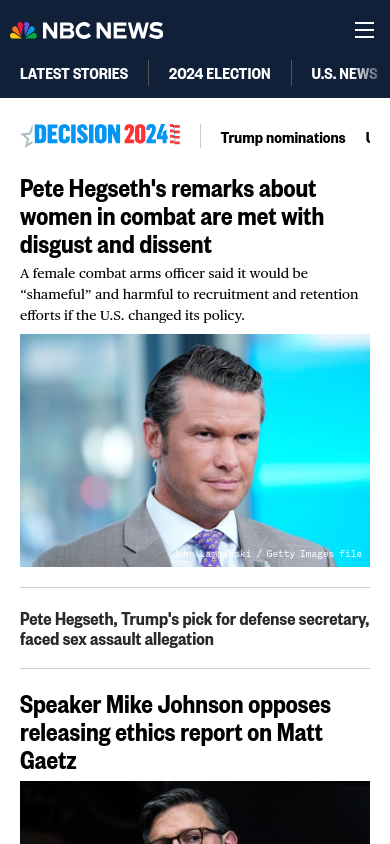 NBC NEWS
LATEST STORIES
2024 ELECTION
U.S. NEWS
DECISION 2024
Trump nominations
Pete Hegseth's remarks about
women in combat are met with
disgust and dissent
A female combat arms officer said it would be
“shameful” and harmful to recruitment and retention
efforts if the U.S. changed its policy.
John Lamparski / Getty Images file
Pete Hegseth, Trump's pick for defense secretary,
faced sex assault allegation
Speaker Mike Johnson opposes
releasing ethics report on Matt
Gaetz